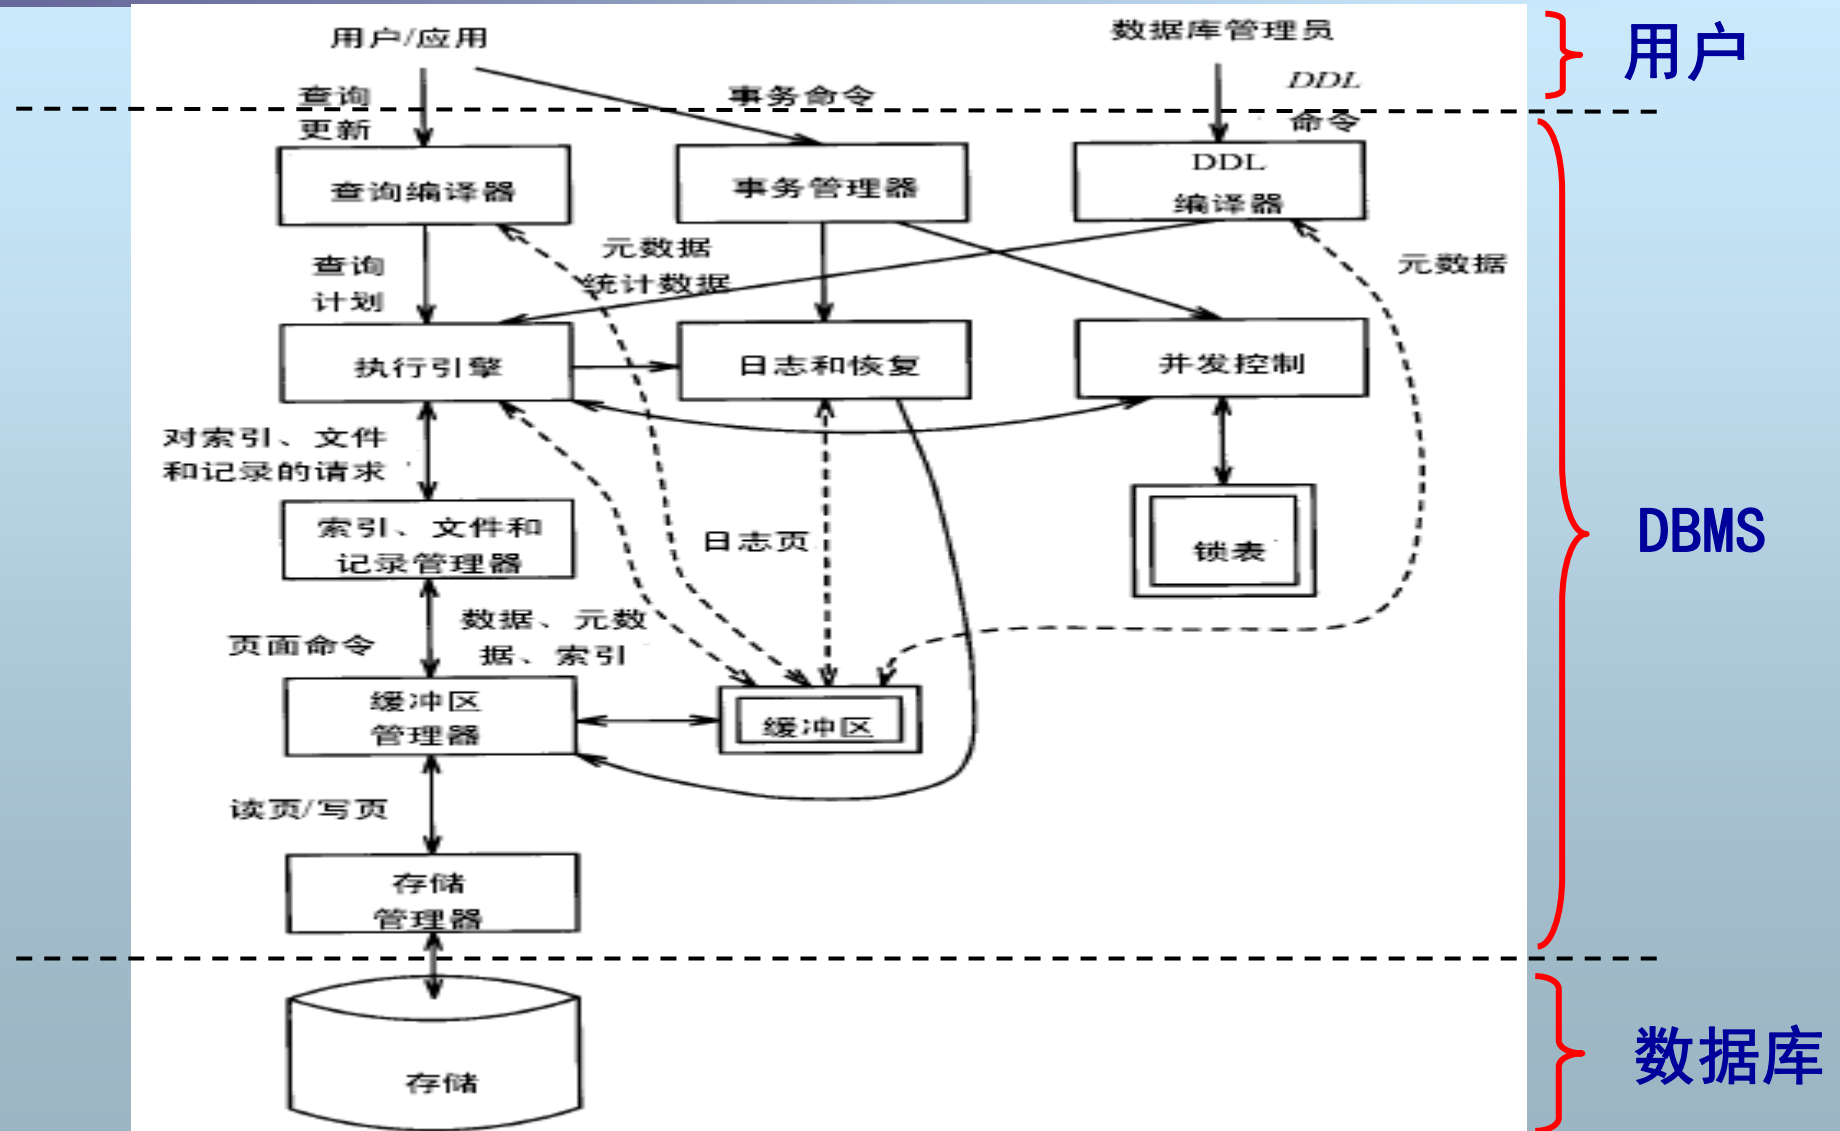 用户/应用
数据库管理员
用户
查询
更新
事务命令
DDL
命令
查询编译器
事务管理器
DDL
编译器
查询
计划
元数据
统计数据
元数据
执行引擎
日志和恢复
并发控制
对索引、文件
和记录的请求
索引、文件和
记录管理器
日志页
锁表
DBMS
页面命令
数据、元数
据、索引
缓冲区
管理器
缓冲区
读页/写页
存储
管理器
存储
数据库